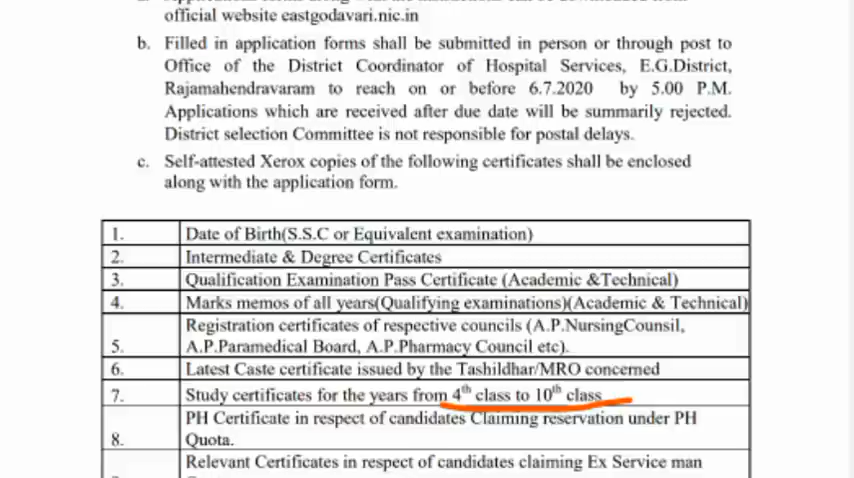 official website eastgodavari.nic.in
b. Filled in application forms shall be submitted in person or through post to
Office of the District Coordinator of Hospital Services, E.G.District,
Rajamahendravaram to reach on or before 6.7.2020 by 5.00 P.M.
Applications which are received after due date will be summarily rejected.
District selection Committee is not responsible for postal delays.
c. Self-attested Xerox copies of the following certificates shall be enclosed
along with the application form.
1. Date of Birth(S.S.C or Equivalent examination)
2. Intermediate & Degree Certificates
3. Qualification Examination Pass Certificate (Academic &Technical)
4. Marks memos of all years(Qualifying examinations)(Academic & Technical)
Registration certificates of respective councils (A.P.NursingCounsil,
5. A.P.Paramedical Board, A.P.Pharmacy Council etc).
6. Latest Caste certificate issued by the Tashildhar/MRO concerned
7. Study certificates for the years from 4th class to 10th class
PH Certificate in respect of candidates Claiming reservation under PH
8. Quota.
Relevant Certificates in respect of candidates claiming Ex Service man